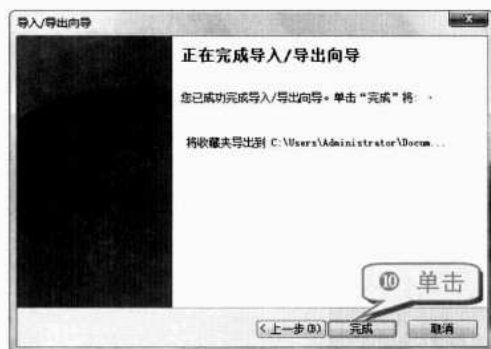 导入/导出向导
正在完成导入/导出向导
您已成功完成导入/导出向导。单击“完成”将:
将收藏夹导出到 C:\Users\Administrator\Docum...
⑩ 单击
<上一步(B) 完成 取消